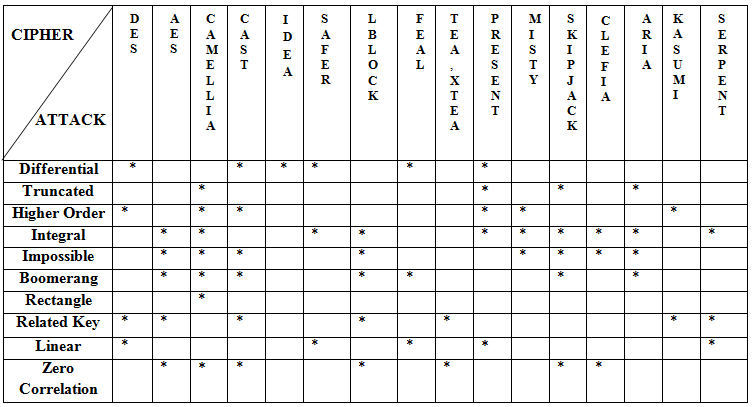 CIPHER
ATTACK
DES
AES
CAMELLIA
CAST
IDEA
SAFER
LBLOCK
FEAL
TEA,XTEA
PRESENT
MISTY
SKIPJACK
CLEFIA
ARIA
KASUMI
SERPENT
Differential * * * * * *
Truncated * * * *
Higher Order * * * * * *
Integral * * * * * * * * * *
Impossible * * * * * * * *
Boomerang * * * * * * *
Rectangle *
Related Key * * * * * * *
Linear * * * * *
Zero * * * * * * *
Correlation